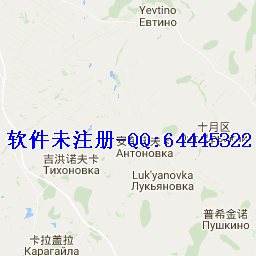 Yevtino
Евтино
十月区
软件未注册 QQ:64445322
Антоновка
吉洪诺夫卡
Тихоновка
Luk'yanovka
Лукьяновка
普希金诺
Пушкино
卡拉盖拉
Карагайла